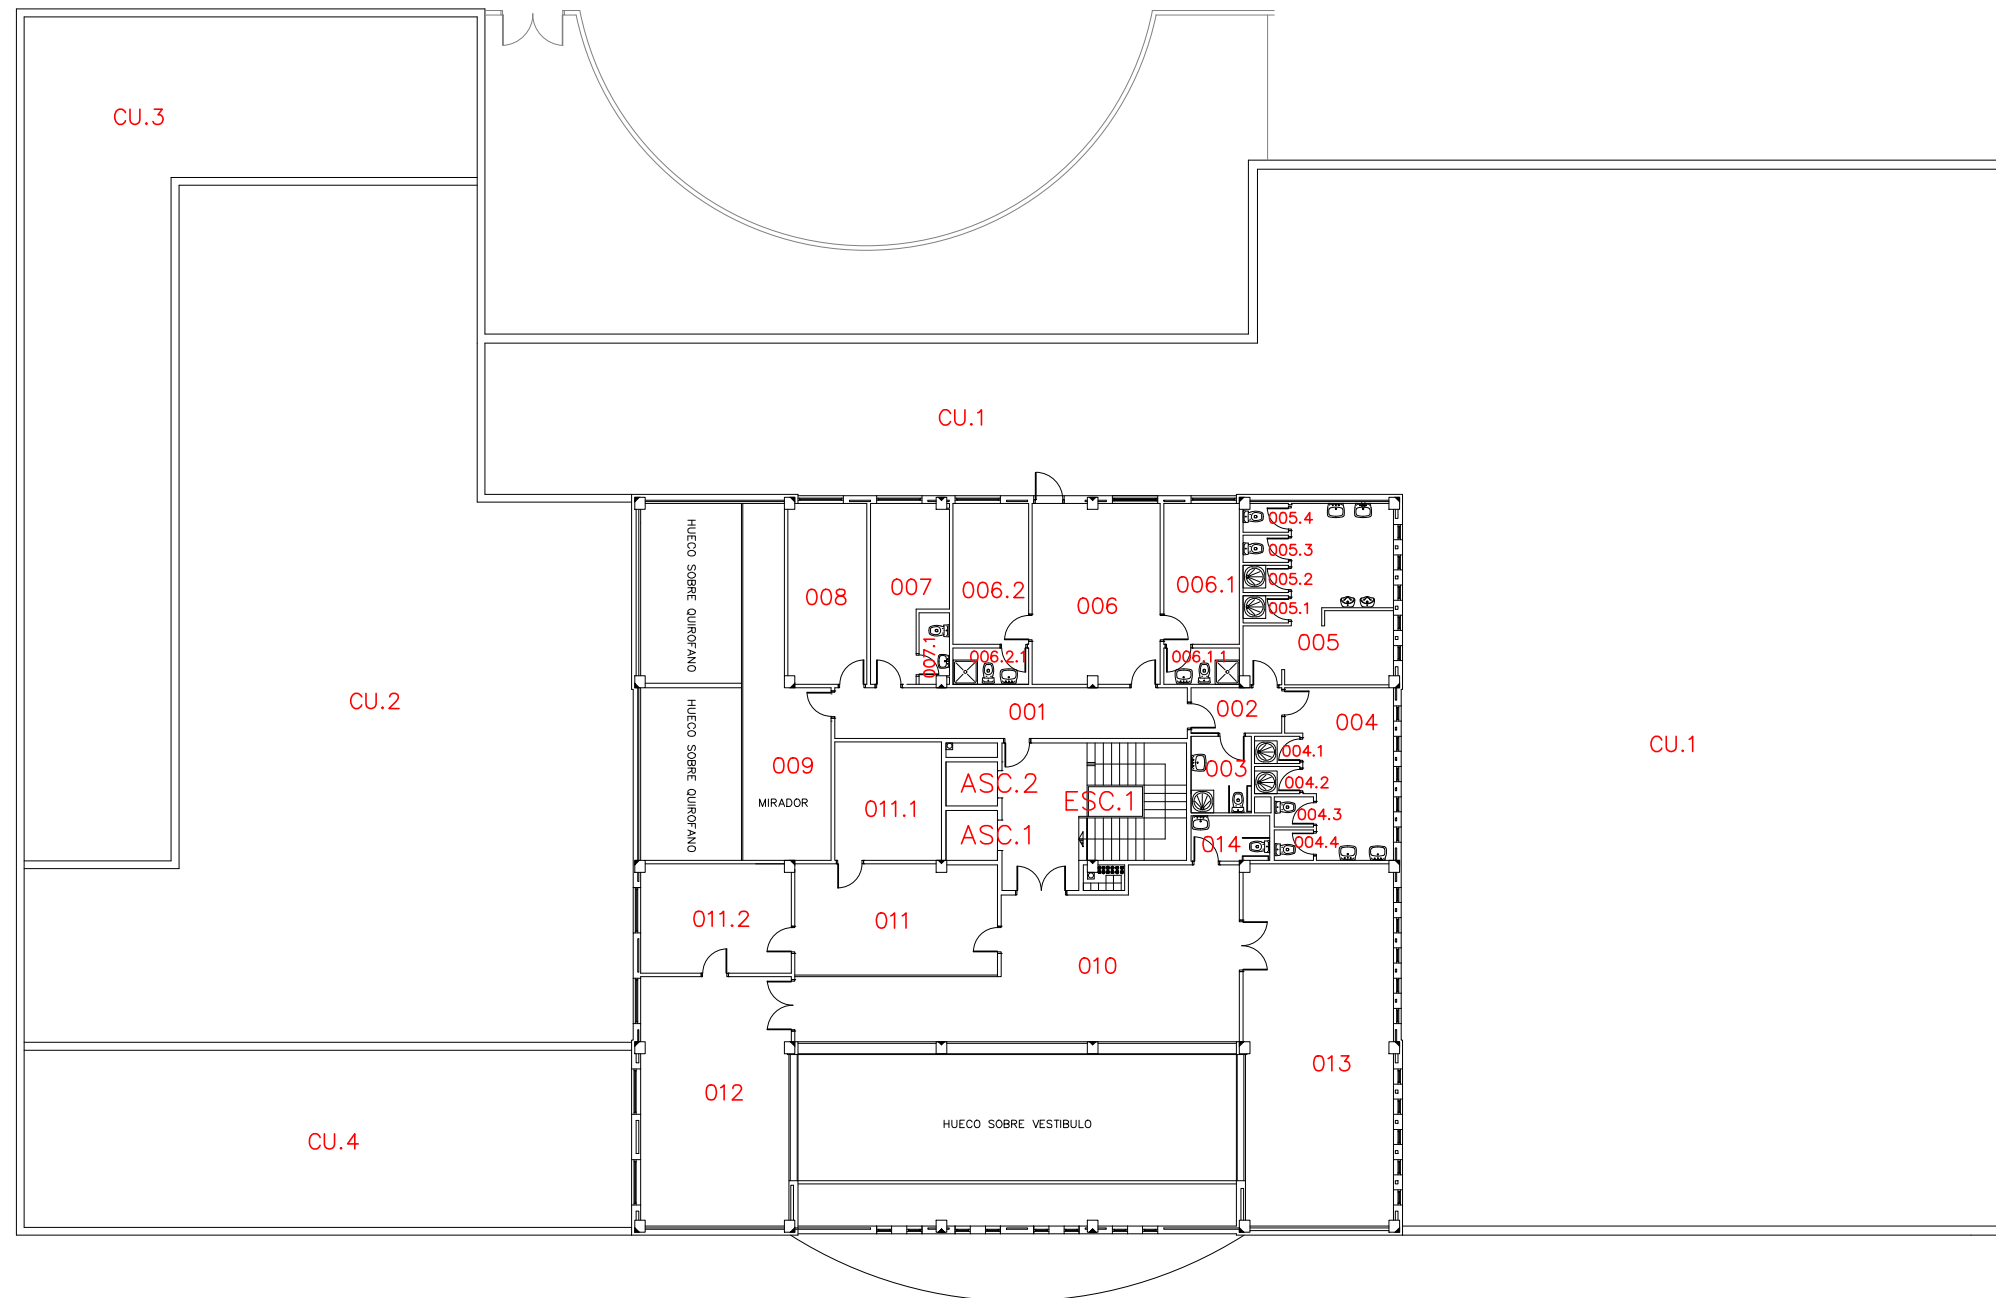 CU.3
CU.1
005.4
HUECO SOBRE QUIROFANO
005.3
005.2
007
006.1
006.2
008
006
005.1
005
007.1
006.2.1
006.1.1
CU.2
002
001
004
HUECO SOBRE QUIROFANO
CU.1
004.1
009
003
ASC.2
004.2
MIRADOR
ESC.1
011.1
004.3
ASC.1
014
004.4
011.2
011
010
013
012
HUECO SOBRE VESTIBULO
CU.4